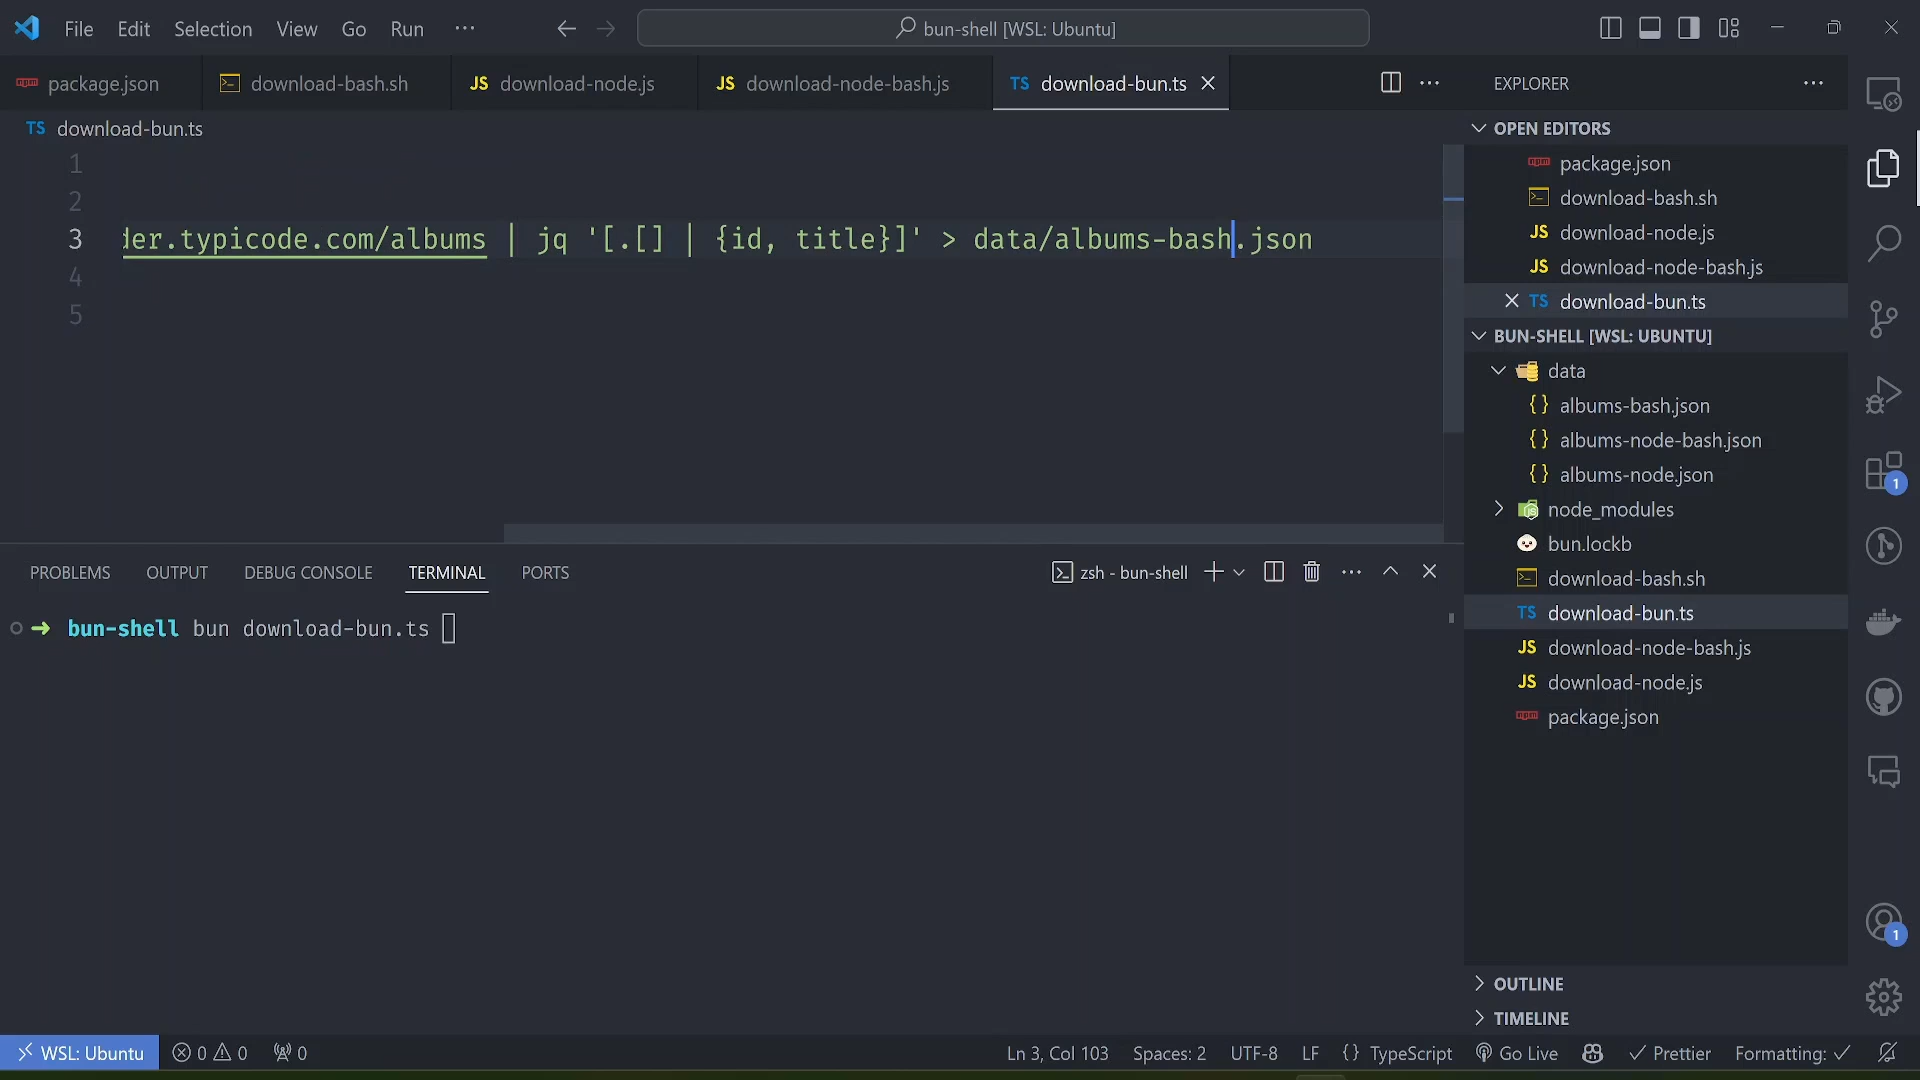 File Edit Selection View Go Run ··· bun-shell [WSL: Ubuntu]
npm package.json download-bash.sh JS download-node.js JS download-node-bash.js TS download-bun.ts
TS download-bun.ts
1
2
3 der.typicode.com/albums | jq '[.[] | {id, title}]' > data/albums-bash.json
4
5
PROBLEMS OUTPUT DEBUG CONSOLE TERMINAL PORTS zsh - bun-shell
➜ bun-shell bun download-bun.ts
EXPLORER
OPEN EDITORS
npm package.json
download-bash.sh
JS download-node.js
JS download-node-bash.js
TS download-bun.ts
BUN-SHELL [WSL: UBUNTU]
data
{} albums-bash.json
{} albums-node-bash.json
{} albums-node.json
node_modules
bun.lockb
download-bash.sh
TS download-bun.ts
JS download-node-bash.js
JS download-node.js
npm package.json
OUTLINE
TIMELINE
1
1
WSL: Ubuntu 0 0 0 Ln 3, Col 103 Spaces: 2 UTF-8 LF {} TypeScript Go Live Prettier Formatting: ✓